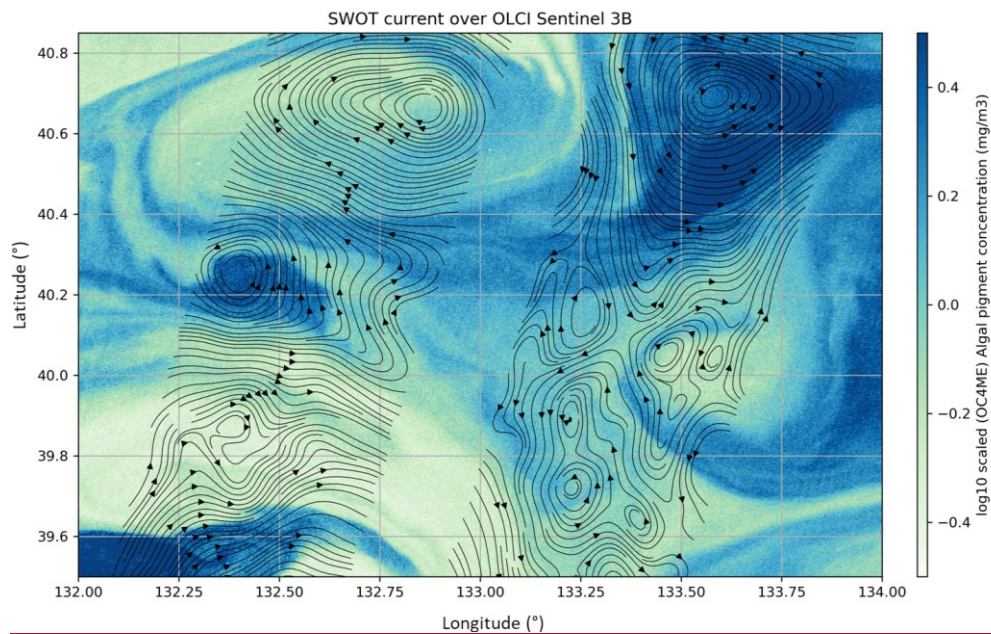 SWOT current over OLCI Sentinel 3B
40.8
40.6
40.4
40.2
40.0
39.8
39.6
Latitude (°)
132.00 132.25 132.50 132.75 133.00 133.25 133.50 133.75 134.00
Longitude (°)
0.4
0.2
0.0
−0.2
−0.4
log10 scaled (OC4ME) Algal pigment concentration (mg/m3)